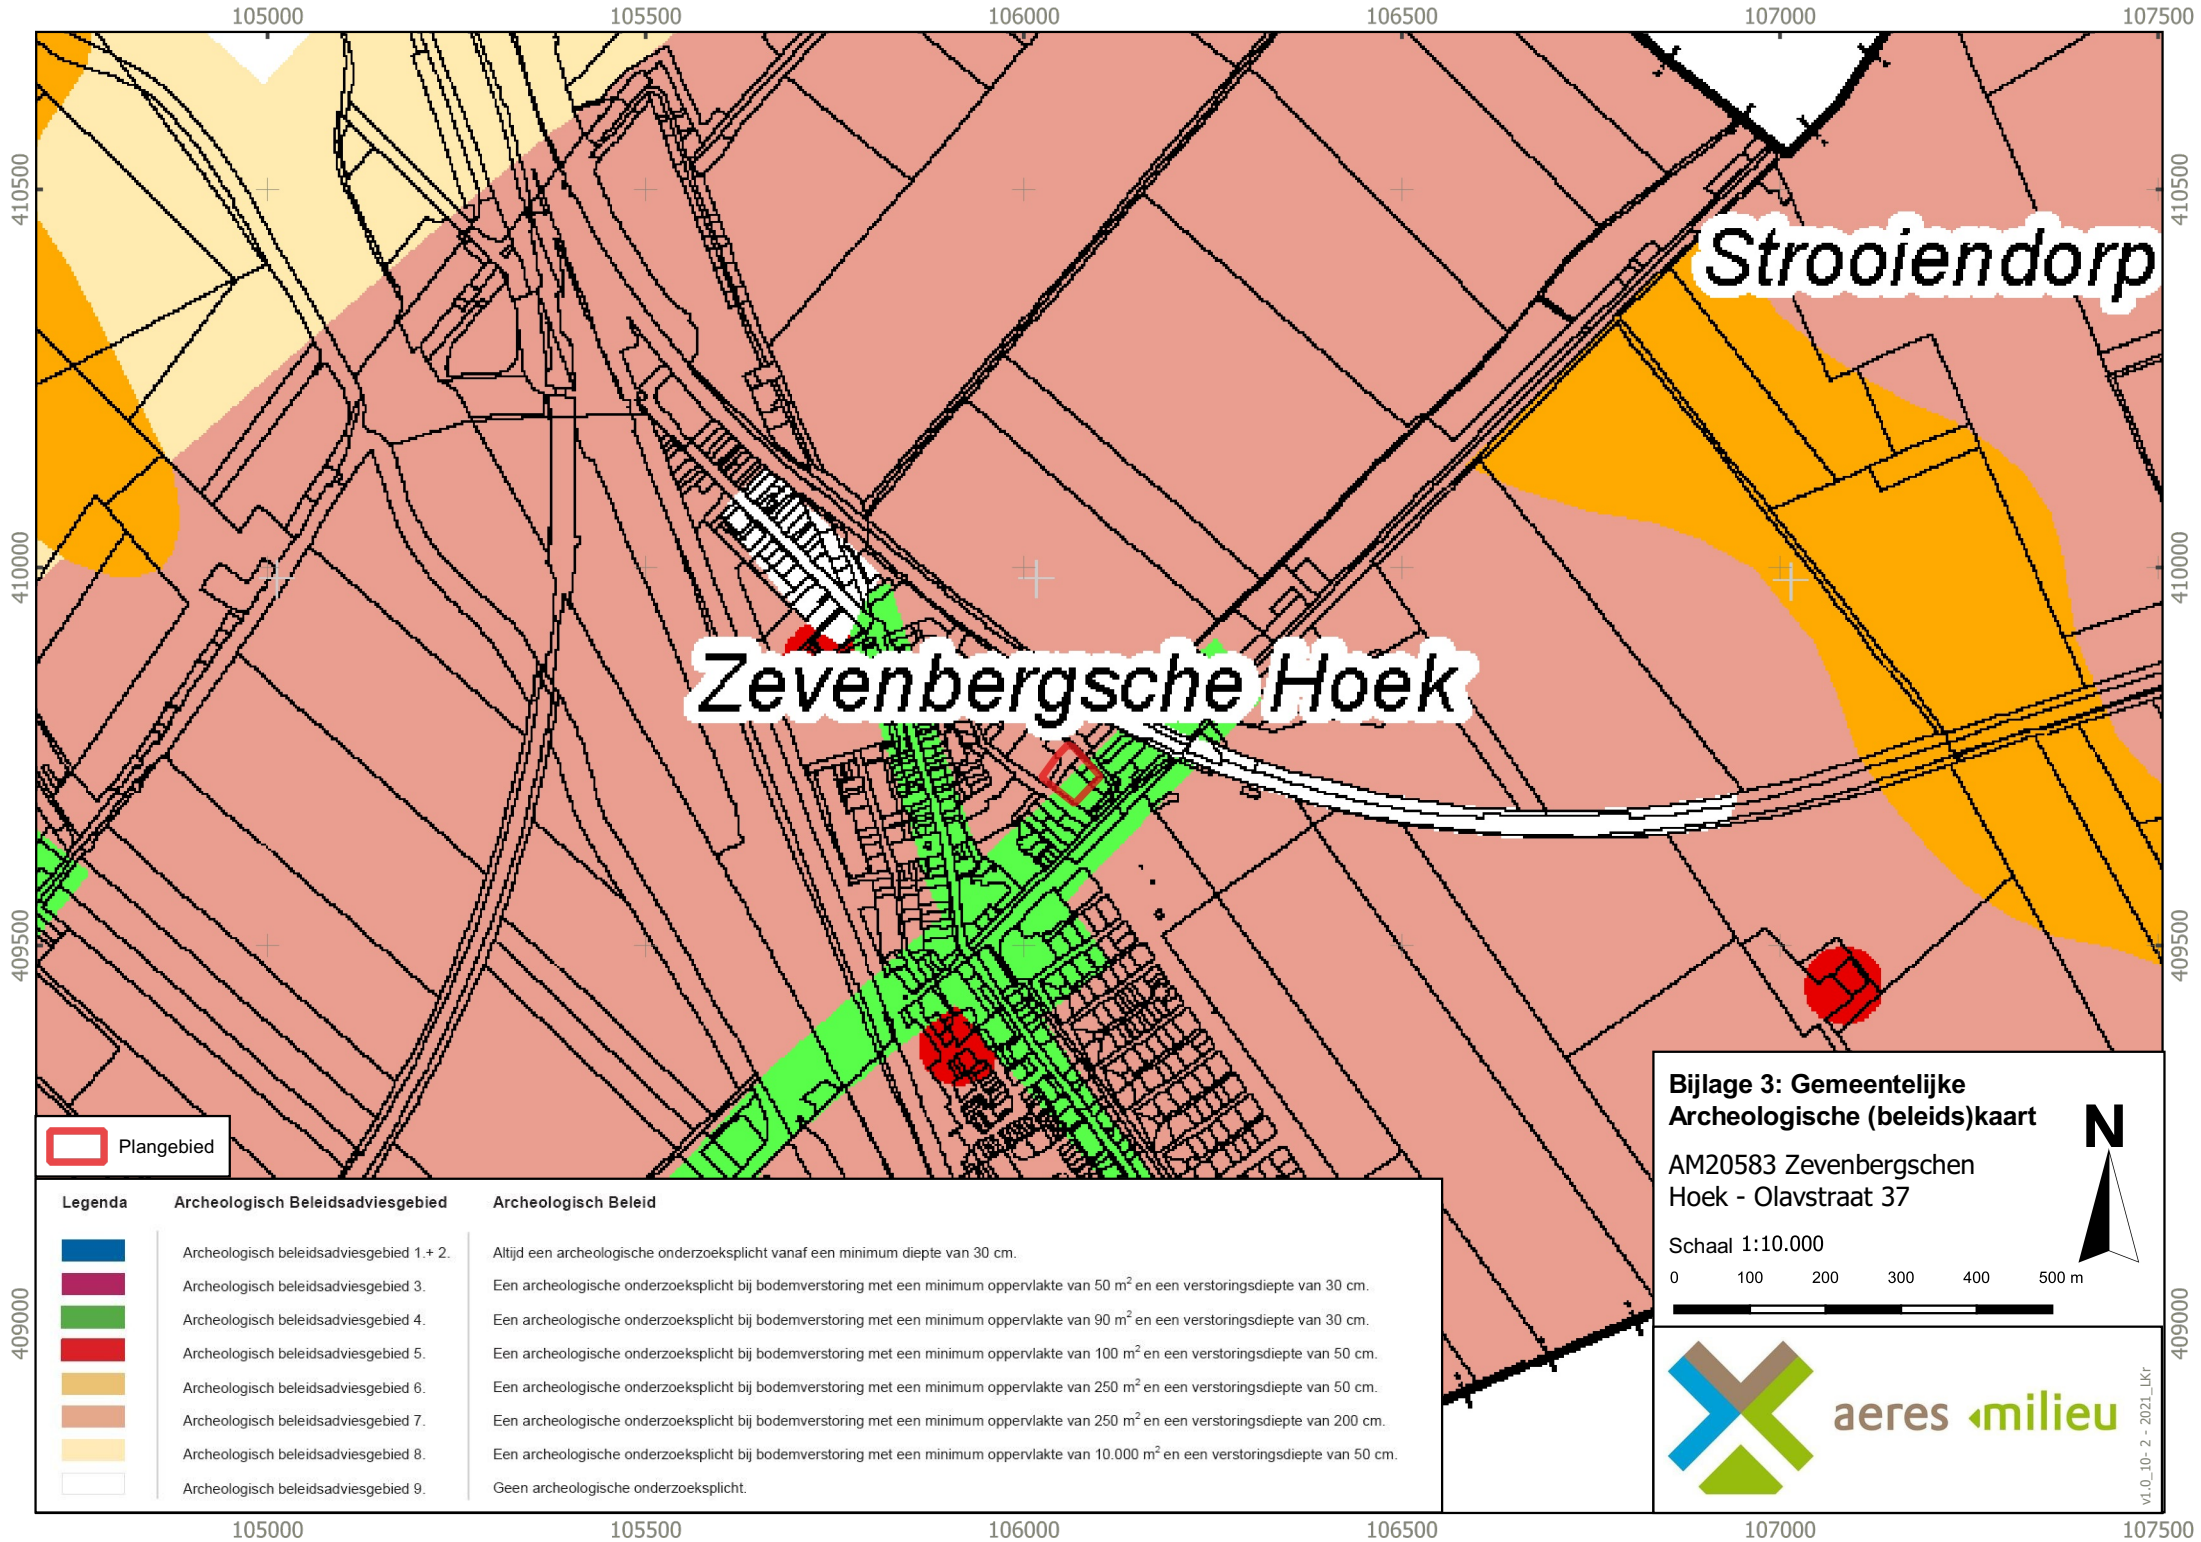 105000 105500 106000 106500 107000 107500
410500 410500
Strooiendorp
410000 410000
Zevenbergsche Hoek
409500 409500
Bijlage 3: Gemeentelijke
Archeologische (beleids)kaart
N
AM20583 Zevenbergschen
Hoek - Olavstraat 37
Schaal 1:10.000
0 100 200 300 400 500 m
409000 409000
Plangebied
Legenda Archeologisch Beleidsadviesgebied Archeologisch Beleid
Archeologisch beleidsadviesgebied 1.+ 2. Altijd een archeologische onderzoeksplicht vanaf een minimum diepte van 30 cm.
Archeologisch beleidsadviesgebied 3. Een archeologische onderzoeksplicht bij bodemverstoring met een minimum oppervlakte van 50 m² en een verstoringsdiepte van 30 cm.
Archeologisch beleidsadviesgebied 4. Een archeologische onderzoeksplicht bij bodemverstoring met een minimum oppervlakte van 90 m² en een verstoringsdiepte van 30 cm.
Archeologisch beleidsadviesgebied 5. Een archeologische onderzoeksplicht bij bodemverstoring met een minimum oppervlakte van 100 m² en een verstoringsdiepte van 50 cm.
Archeologisch beleidsadviesgebied 6. Een archeologische onderzoeksplicht bij bodemverstoring met een minimum oppervlakte van 250 m² en een verstoringsdiepte van 50 cm.
Archeologisch beleidsadviesgebied 7. Een archeologische onderzoeksplicht bij bodemverstoring met een minimum oppervlakte van 250 m² en een verstoringsdiepte van 200 cm.
Archeologisch beleidsadviesgebied 8. Een archeologische onderzoeksplicht bij bodemverstoring met een minimum oppervlakte van 10.000 m² en een verstoringsdiepte van 50 cm.
Archeologisch beleidsadviesgebied 9. Geen archeologische onderzoeksplicht.
aeres milieu
v1.0_10- 2 - 2021_LKr
105000 105500 106000 106500 107000 107500